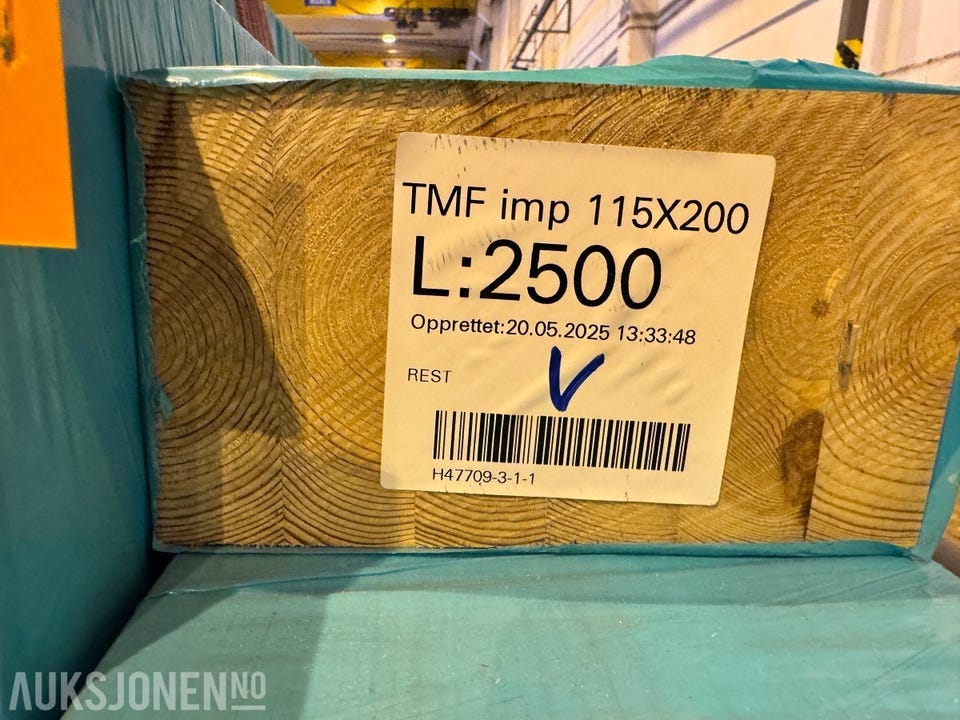 TMF imp 115X200
L:2500
Opprettet:20.05.2025 13:33:48
REST
V
H47709-3-1-1
AUKSJONEN NO